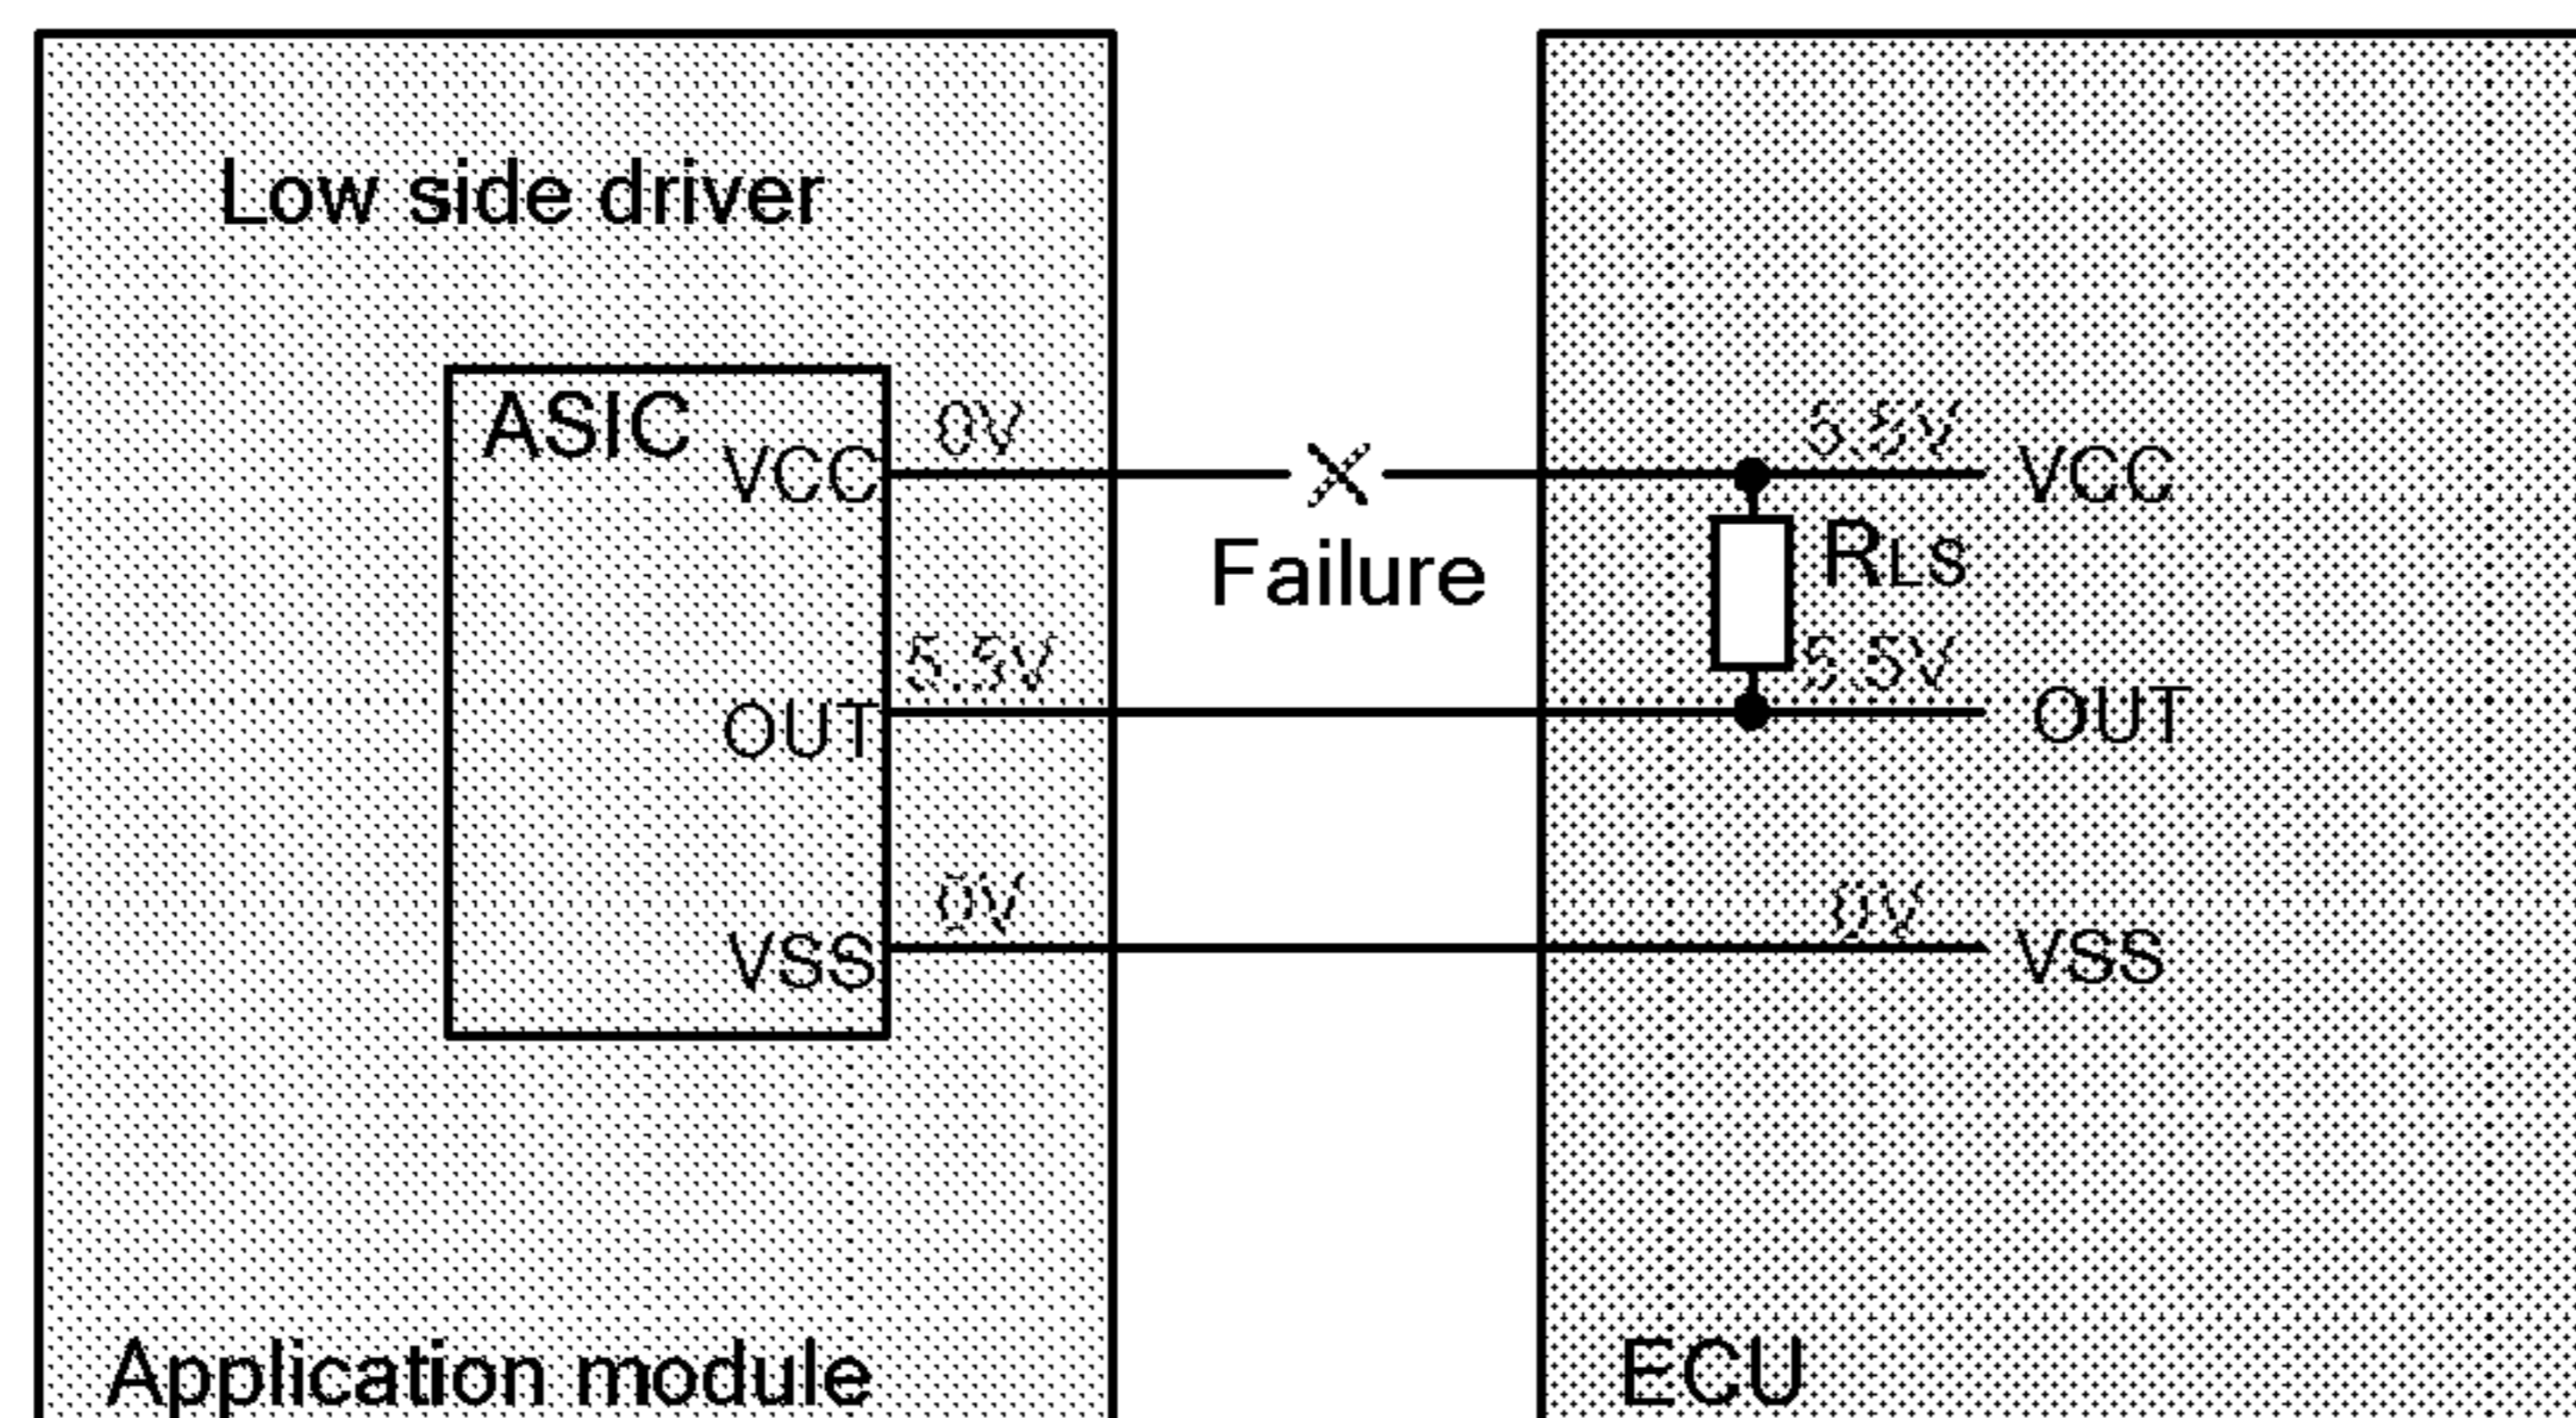 Low side driver
ASIC
VCC
0V
5.5V
VCC
Failure
RLS
5.5V
5.5V
OUT
OUT
0V
0V
VSS
VSS
Application module
ECU